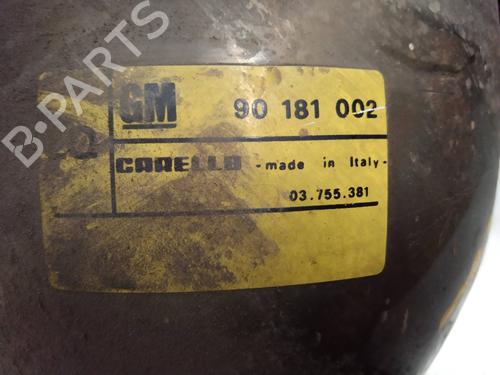 B-PARTS
GM 90 181 002
CARELLO -made in Italy-
03.755.381